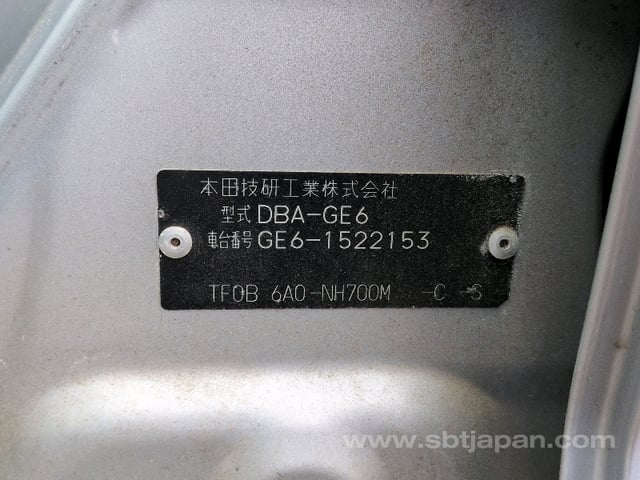 本田技研工業株式会社
型式 DBA-GE6
車台番号 GE6-1522153
TF0B 6A0-NH700M -C -S
www.sbtjapan.com